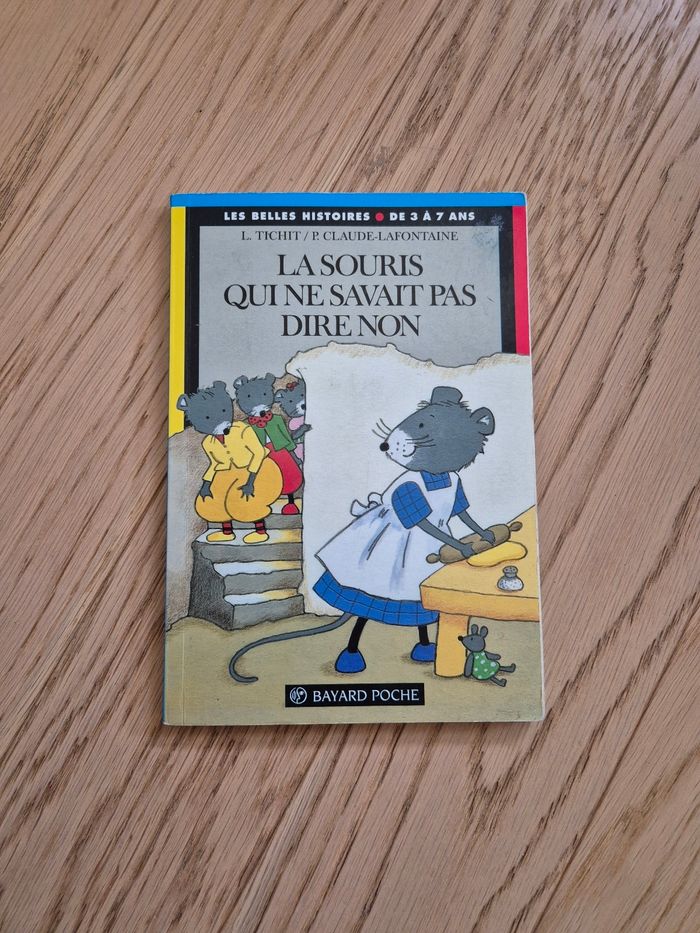 LES BELLES HISTOIRES • DE 3 À 7 ANS
L. TICHIT / P. CLAUDE-LAFONTAINE
LA SOURIS
QUI NE SAVAIT PAS
DIRE NON
BAYARD POCHE